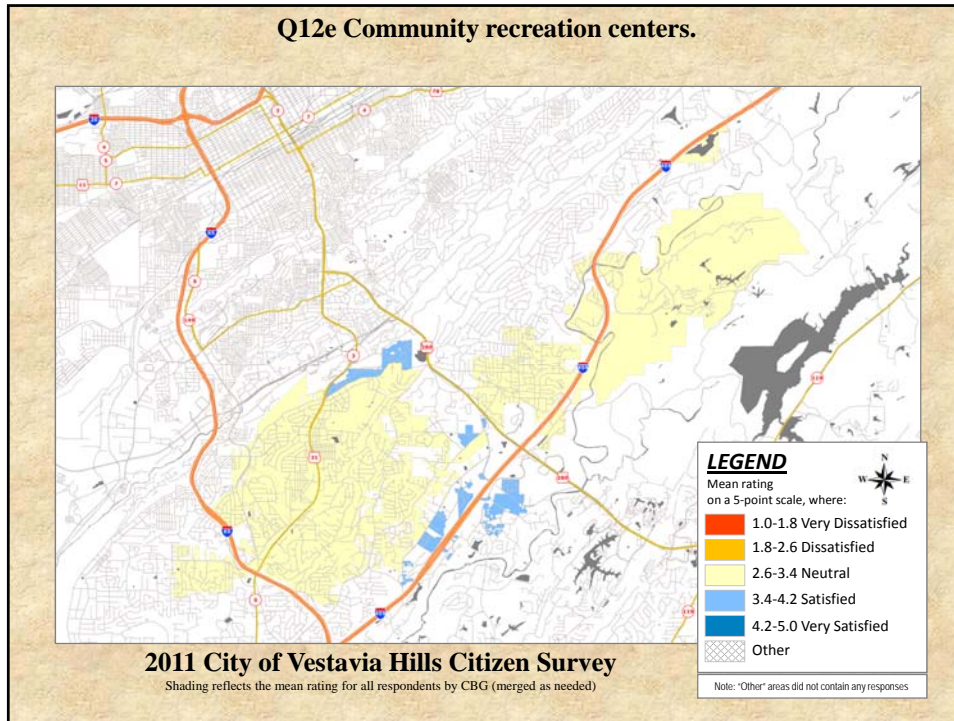 Q12e Community recreation centers.
LEGEND
Mean rating
on a 5-point scale, where:
N
W
E
S
1.0-1.8 Very Dissatisfied
1.8-2.6 Dissatisfied
2.6-3.4 Neutral
3.4-4.2 Satisfied
4.2-5.0 Very Satisfied
Other
Note: "Other" areas did not contain any responses
2011 City of Vestavia Hills Citizen Survey
Shading reflects the mean rating for all respondents by CBG (merged as needed)